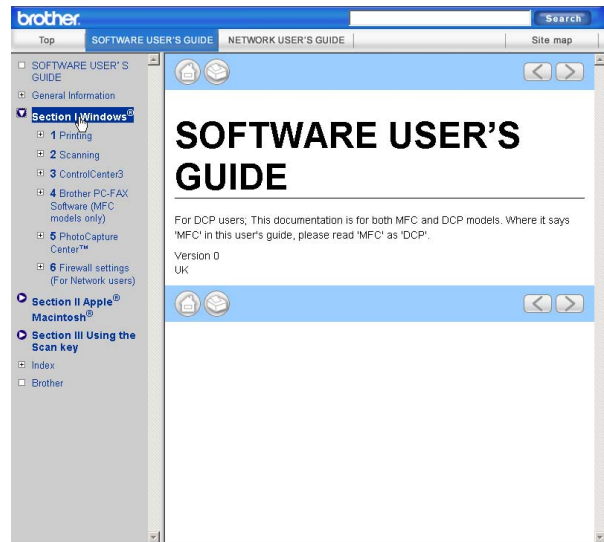 brother.
Search
Top
SOFTWARE USER'S GUIDE
NETWORK USER'S GUIDE
Site map
SOFTWARE USER'S
GUIDE
General Information
Section I Windows®
1 Printing
2 Scanning
3 ControlCenter3
4 Brother PC-FAX
Software (MFC
models only)
5 PhotoCapture
Center™
6 Firewall settings
(For Network users)
Section II Apple®
Macintosh®
Section III Using the
Scan key
Index
Brother
SOFTWARE USER'S
GUIDE
For DCP users; This documentation is for both MFC and DCP models. Where it says
'MFC' in this user's guide, please read 'MFC' as 'DCP'.
Version 0
UK